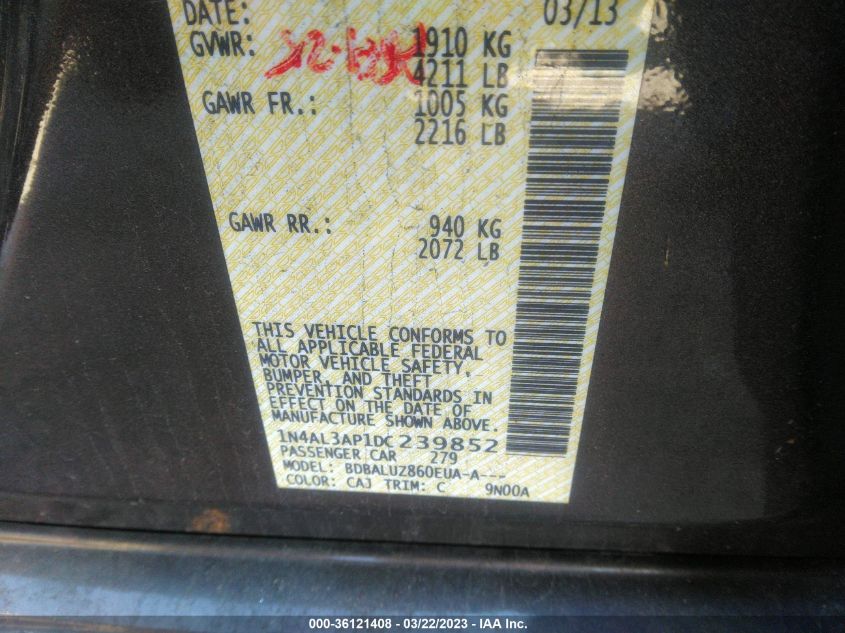 DATE: 03/13
GVWR: 1910 KG
4211 LB
GAWR FR.: 1005 KG
2216 LB
GAWR RR.: 940 KG
2072 LB
THIS VEHICLE CONFORMS TO
ALL APPLICABLE FEDERAL
MOTOR VEHICLE SAFETY,
BUMPER, AND THEFT
PREVENTION STANDARDS IN
EFFECT ON THE DATE OF
MANUFACTURE SHOWN ABOVE.
1N4AL3AP1DC239852
PASSENGER CAR 279
MODEL: BDBALUZ860EUA-A---
COLOR: CAJ TRIM: C 9N00A
000-36121408 - 03/22/2023 - IAA Inc.